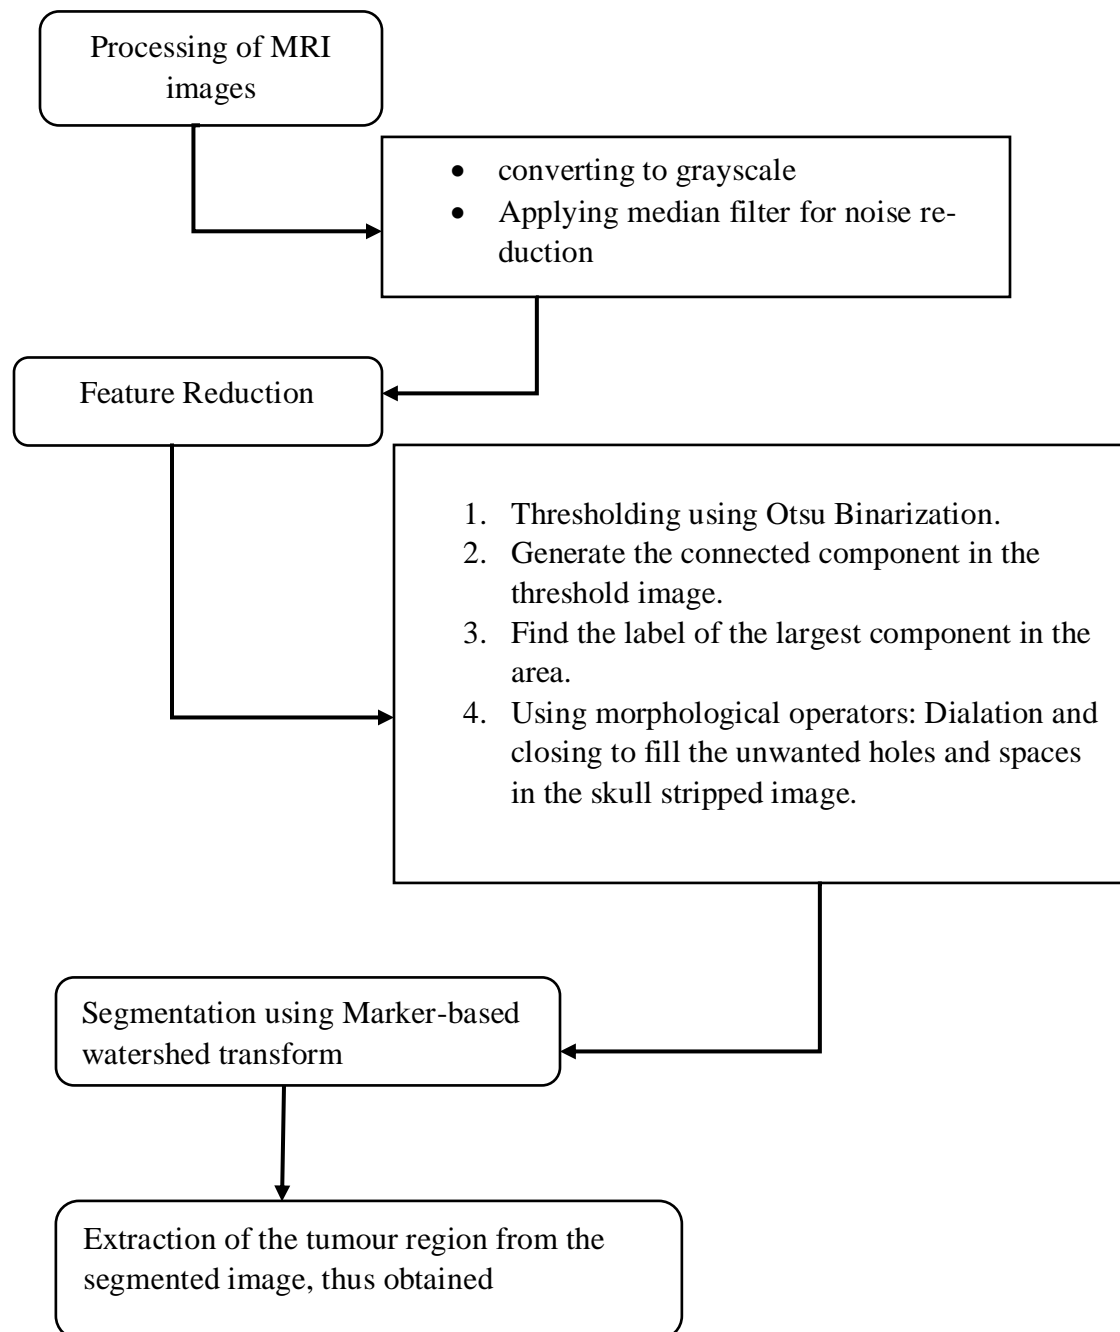 Processing of MRI
images
• converting to grayscale
• Applying median filter for noise re-
duction
Feature Reduction
1. Thresholding using Otsu Binarization.
2. Generate the connected component in the
threshold image.
3. Find the label of the largest component in the
area.
4. Using morphological operators: Dialation and
closing to fill the unwanted holes and spaces
in the skull stripped image.
Segmentation using Marker-based
watershed transform
Extraction of the tumour region from the
segmented image, thus obtained